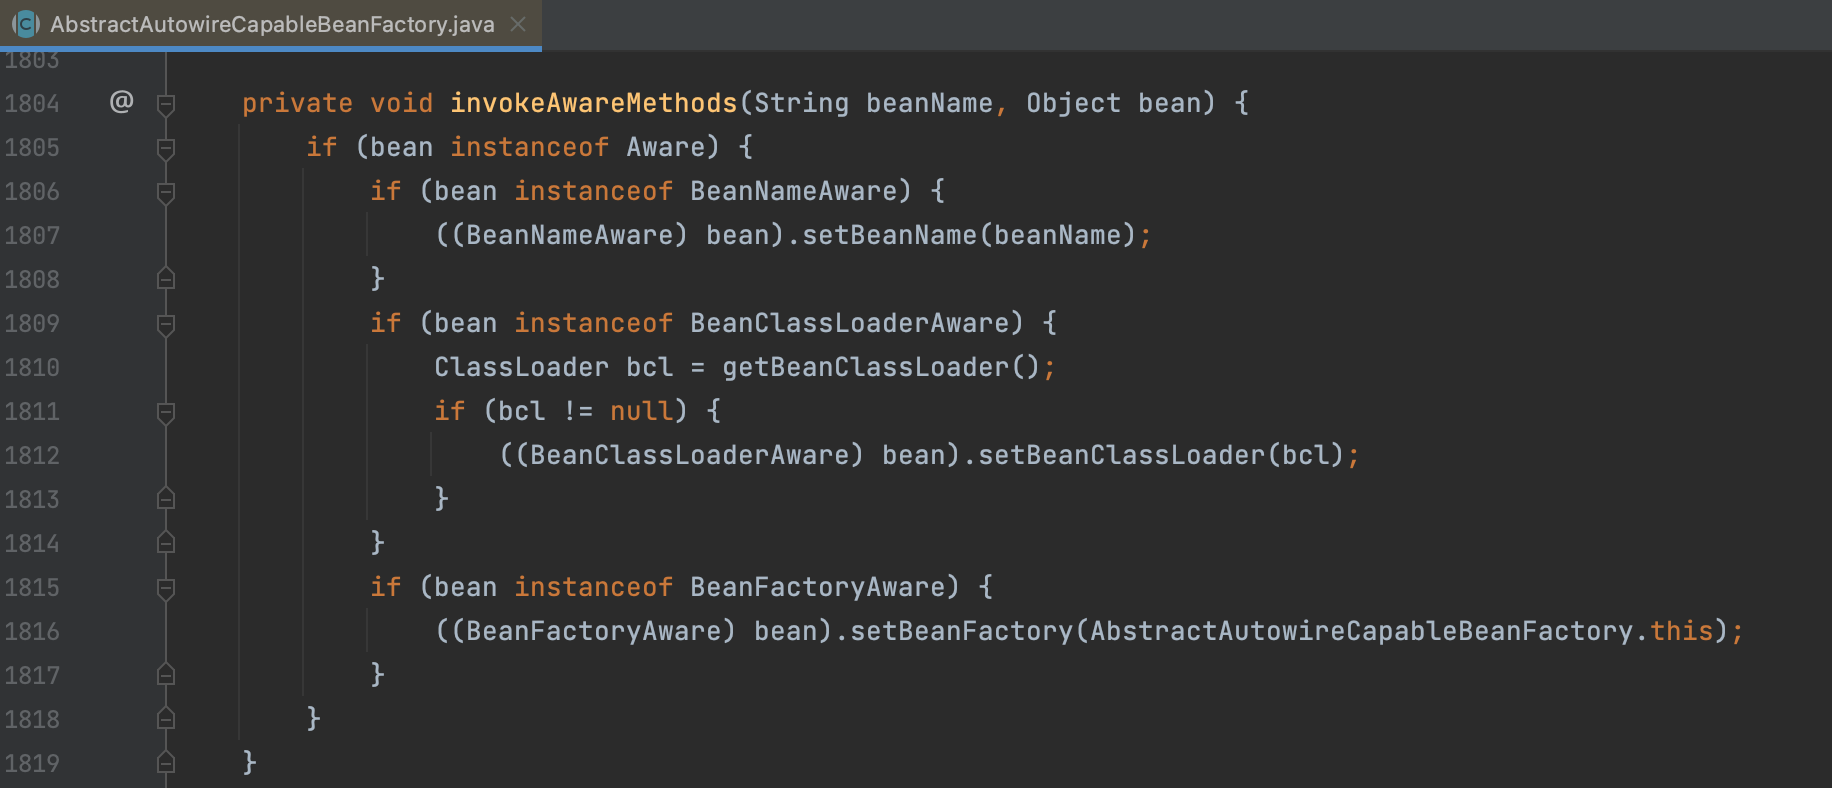 AbstractAutowireCapableBeanFactory.java
1803
1804 @ private void invokeAwareMethods(String beanName, Object bean) {
1805 if (bean instanceof Aware) {
1806 if (bean instanceof BeanNameAware) {
1807 ((BeanNameAware) bean).setBeanName(beanName);
1808 }
1809 if (bean instanceof BeanClassLoaderAware) {
1810 ClassLoader bcl = getBeanClassLoader();
1811 if (bcl != null) {
1812 ((BeanClassLoaderAware) bean).setBeanClassLoader(bcl);
1813 }
1814 }
1815 if (bean instanceof BeanFactoryAware) {
1816 ((BeanFactoryAware) bean).setBeanFactory(AbstractAutowireCapableBeanFactory.this);
1817 }
1818 }
1819 }